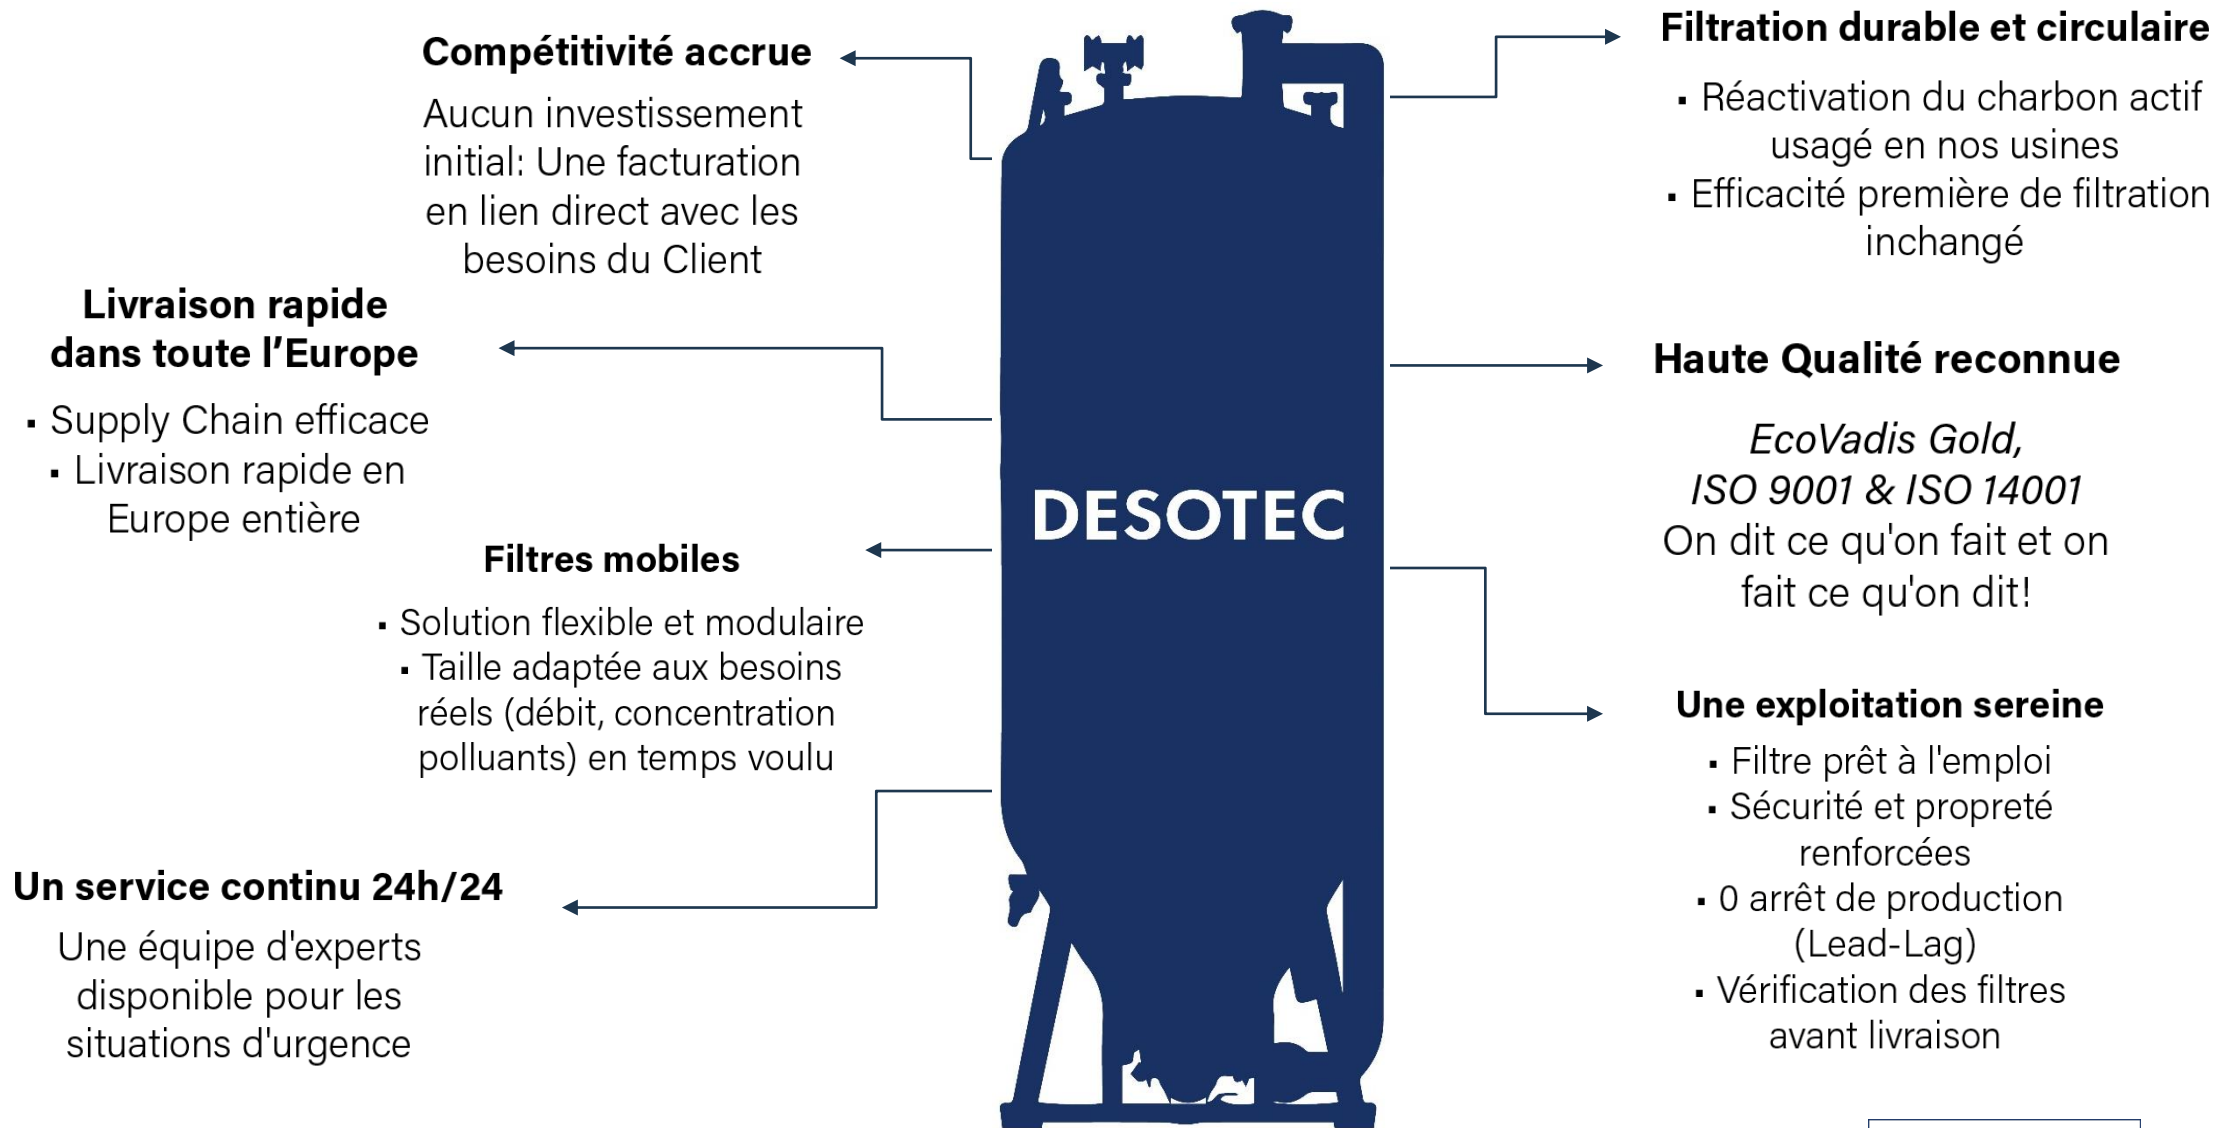 Compétitivité accrue
Aucun investissement
initial: Une facturation
en lien direct avec les
besoins du Client
Livraison rapide
dans toute l’Europe
▪ Supply Chain efficace
▪ Livraison rapide en
Europe entière
Filtres mobiles
▪ Solution flexible et modulaire
▪ Taille adaptée aux besoins
réels (débit, concentration
polluants) en temps voulu
Un service continu 24h/24
Une équipe d'experts
disponible pour les
situations d'urgence
DESOTEC
Filtration durable et circulaire
▪ Réactivation du charbon actif
usagé en nos usines
▪ Efficacité première de filtration
inchangé
Haute Qualité reconnue
EcoVadis Gold,
ISO 9001 & ISO 14001
On dit ce qu'on fait et on
fait ce qu'on dit!
Une exploitation sereine
▪ Filtre prêt à l'emploi
▪ Sécurité et propreté
renforcées
▪ 0 arrêt de production
(Lead-Lag)
▪ Vérification des filtres
avant livraison